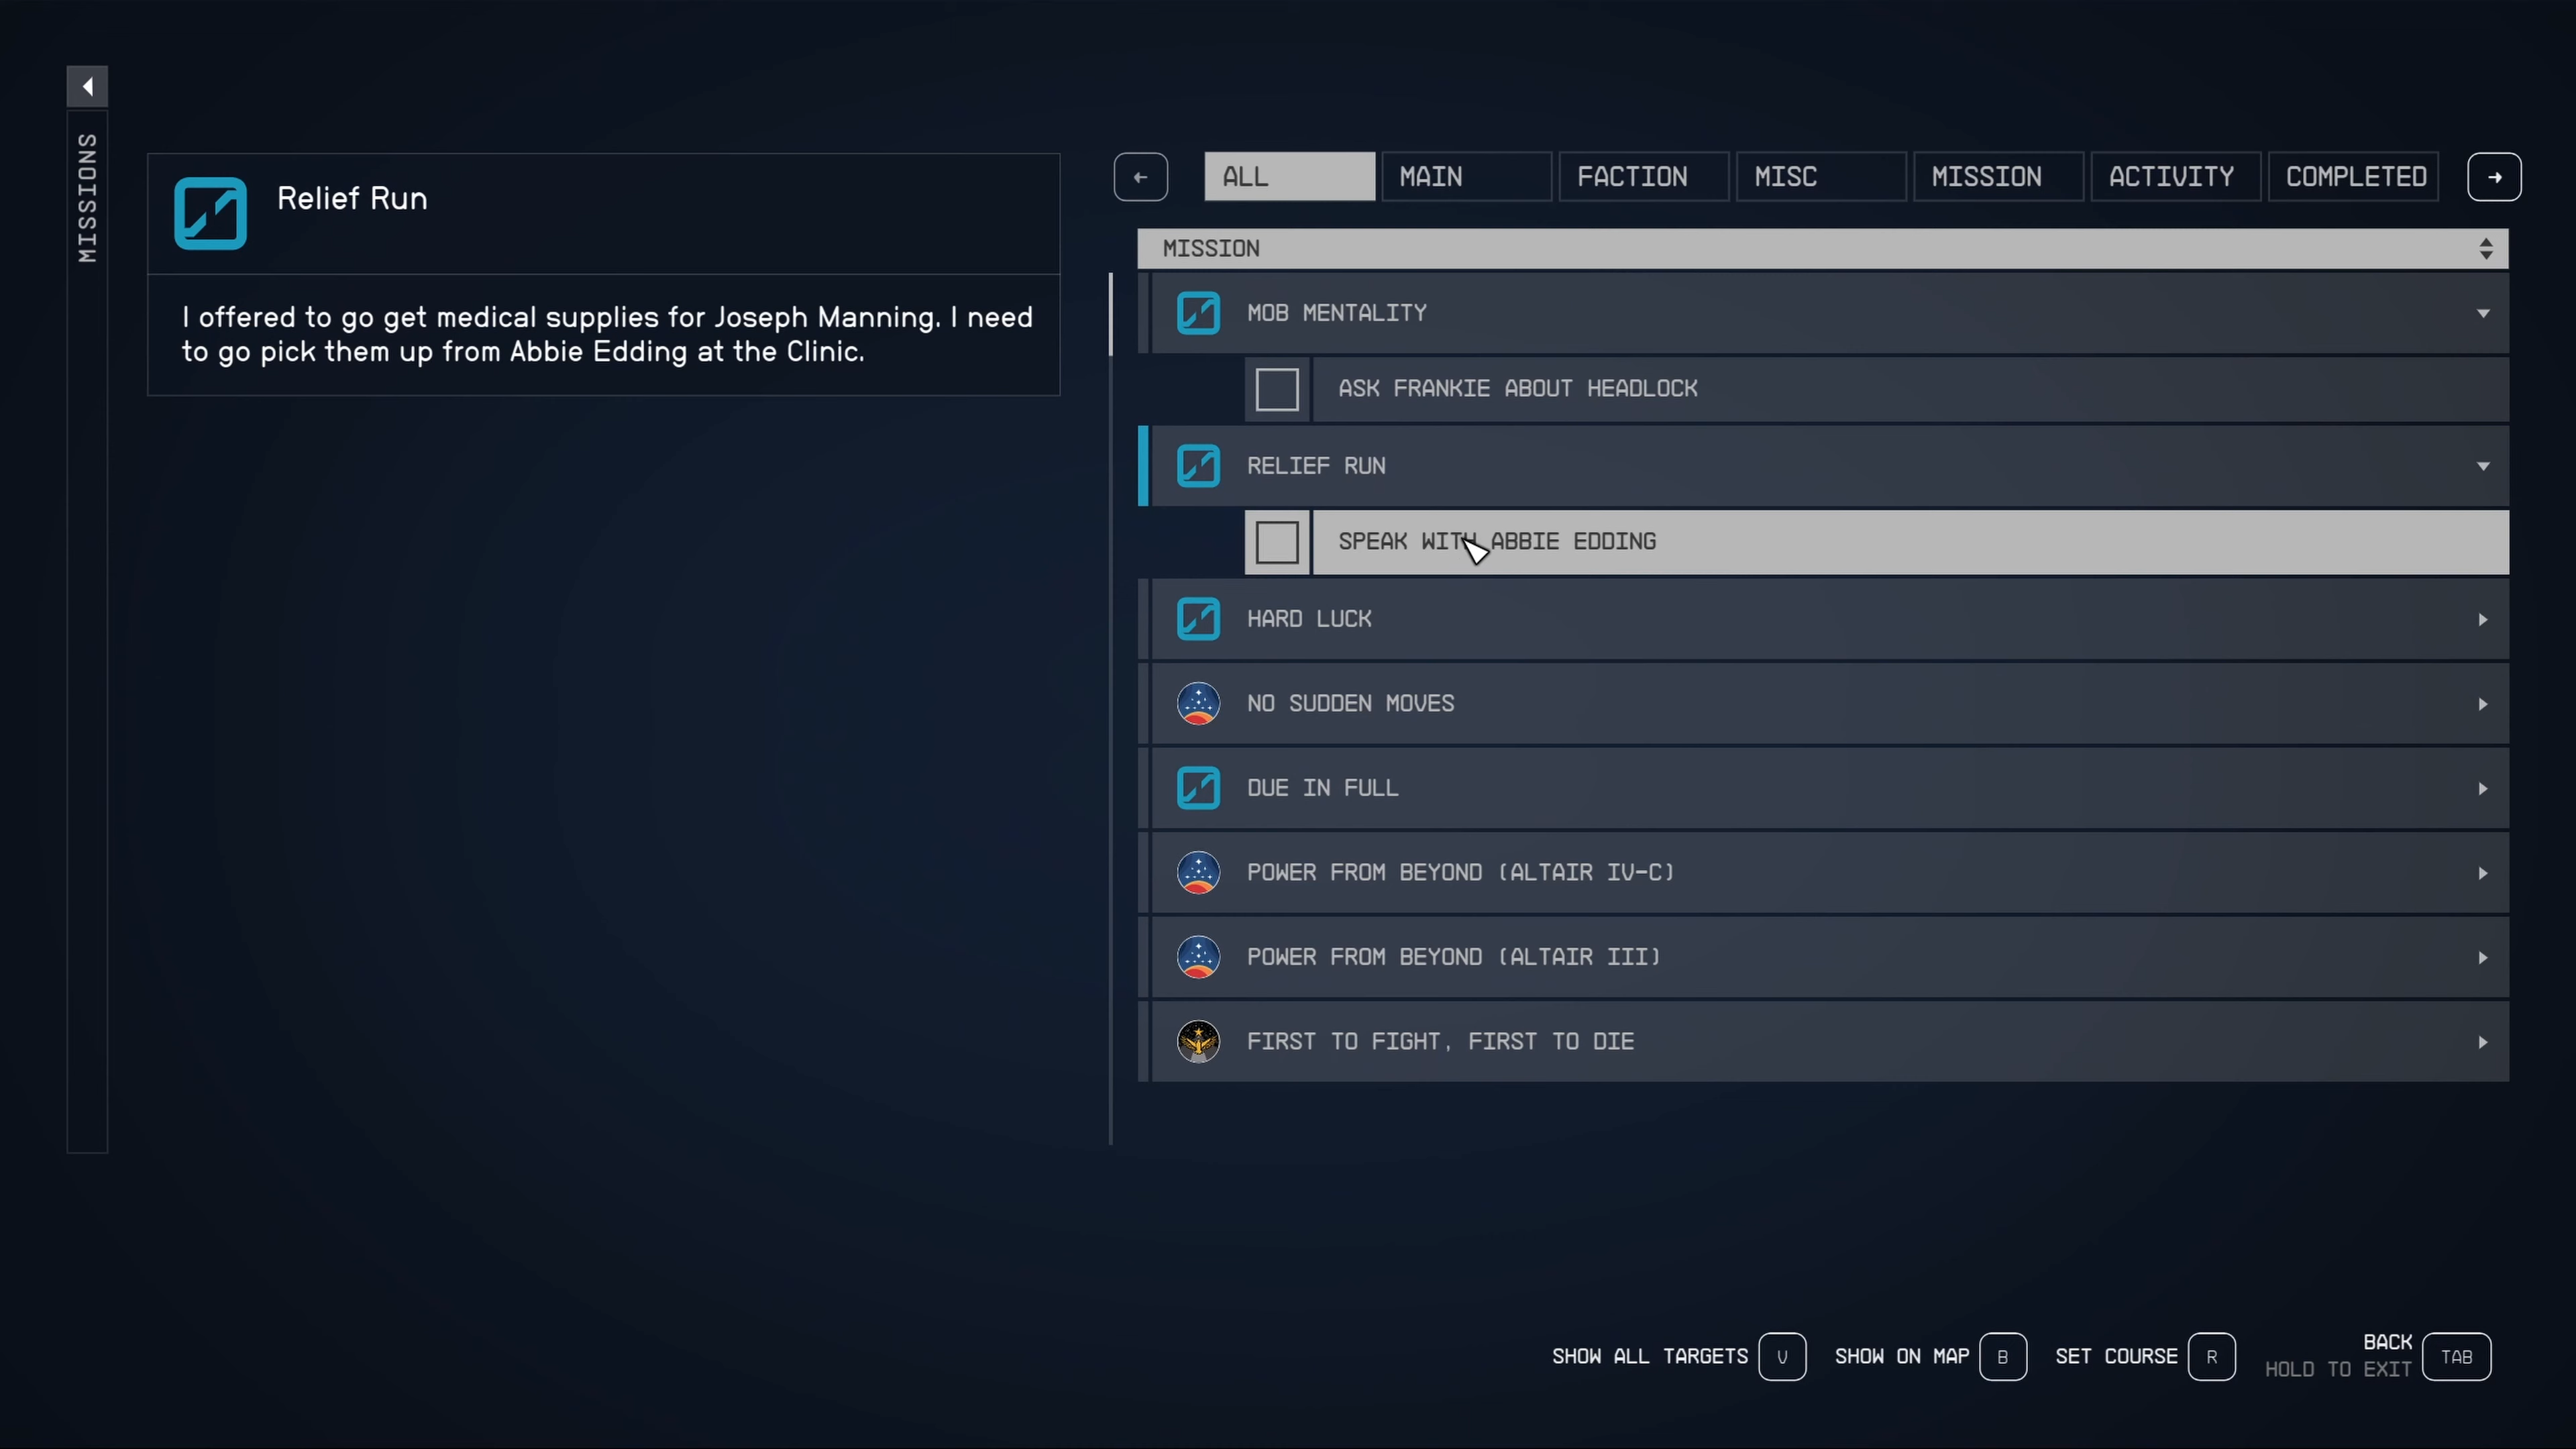 MISSIONS
Relief Run
I offered to go get medical supplies for Joseph Manning. I need
to go pick them up from Abbie Edding at the Clinic.
ALL MAIN FACTION MISC MISSION ACTIVITY COMPLETED
MISSION
MOB MENTALITY
ASK FRANKIE ABOUT HEADLOCK
RELIEF RUN
SPEAK WITH ABBIE EDDING
HARD LUCK
NO SUDDEN MOVES
DUE IN FULL
POWER FROM BEYOND (ALTAIR IV-C)
POWER FROM BEYOND (ALTAIR III)
FIRST TO FIGHT, FIRST TO DIE
SHOW ALL TARGETS V SHOW ON MAP B SET COURSE R BACK TAB
HOLD TO EXIT